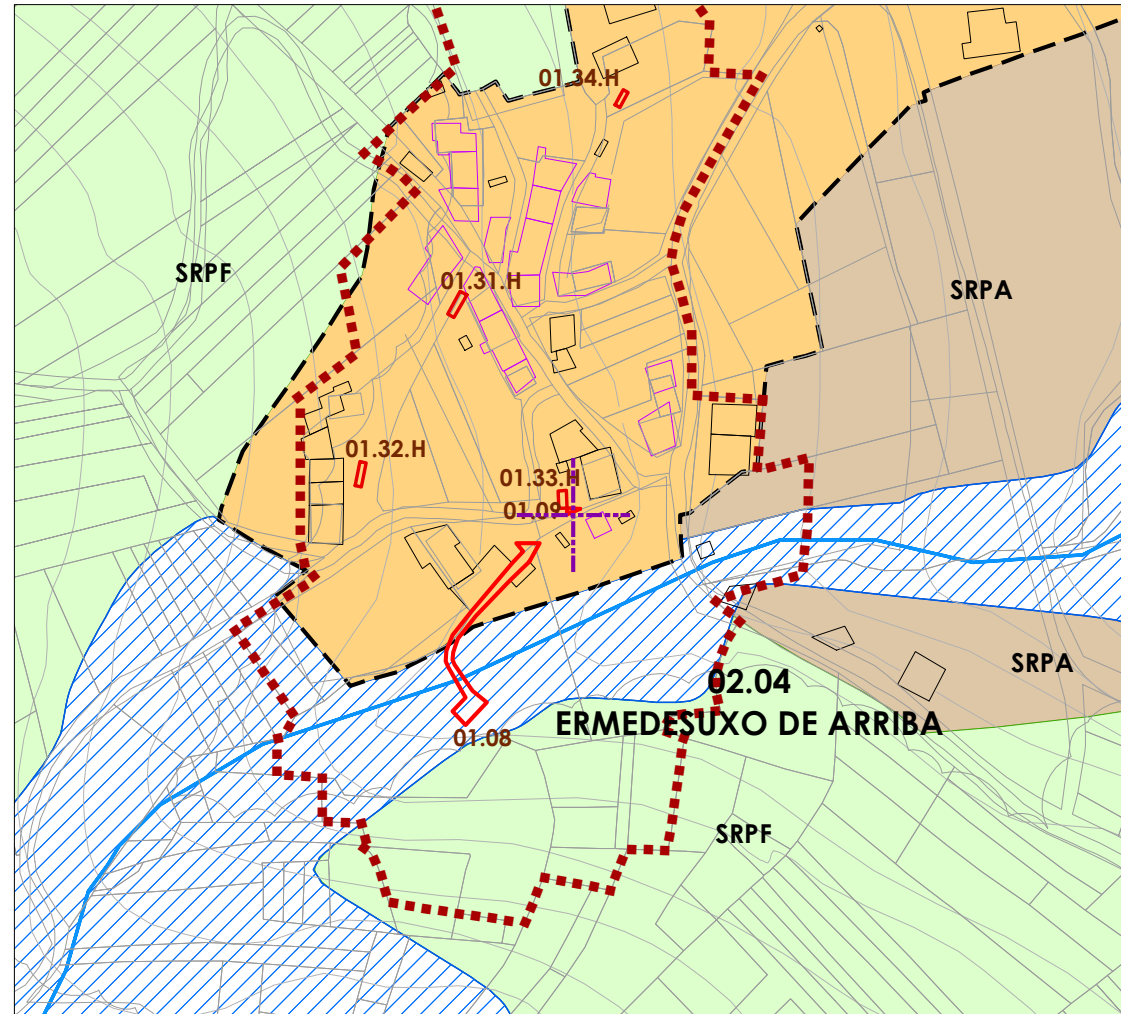 01.34.H
SRPF
01.31.H
SRPA
01.32.H
01.33.H
01.09
SRPA
02.04
ERMEDESUXO DE ARRIBA
01.08
SRPF